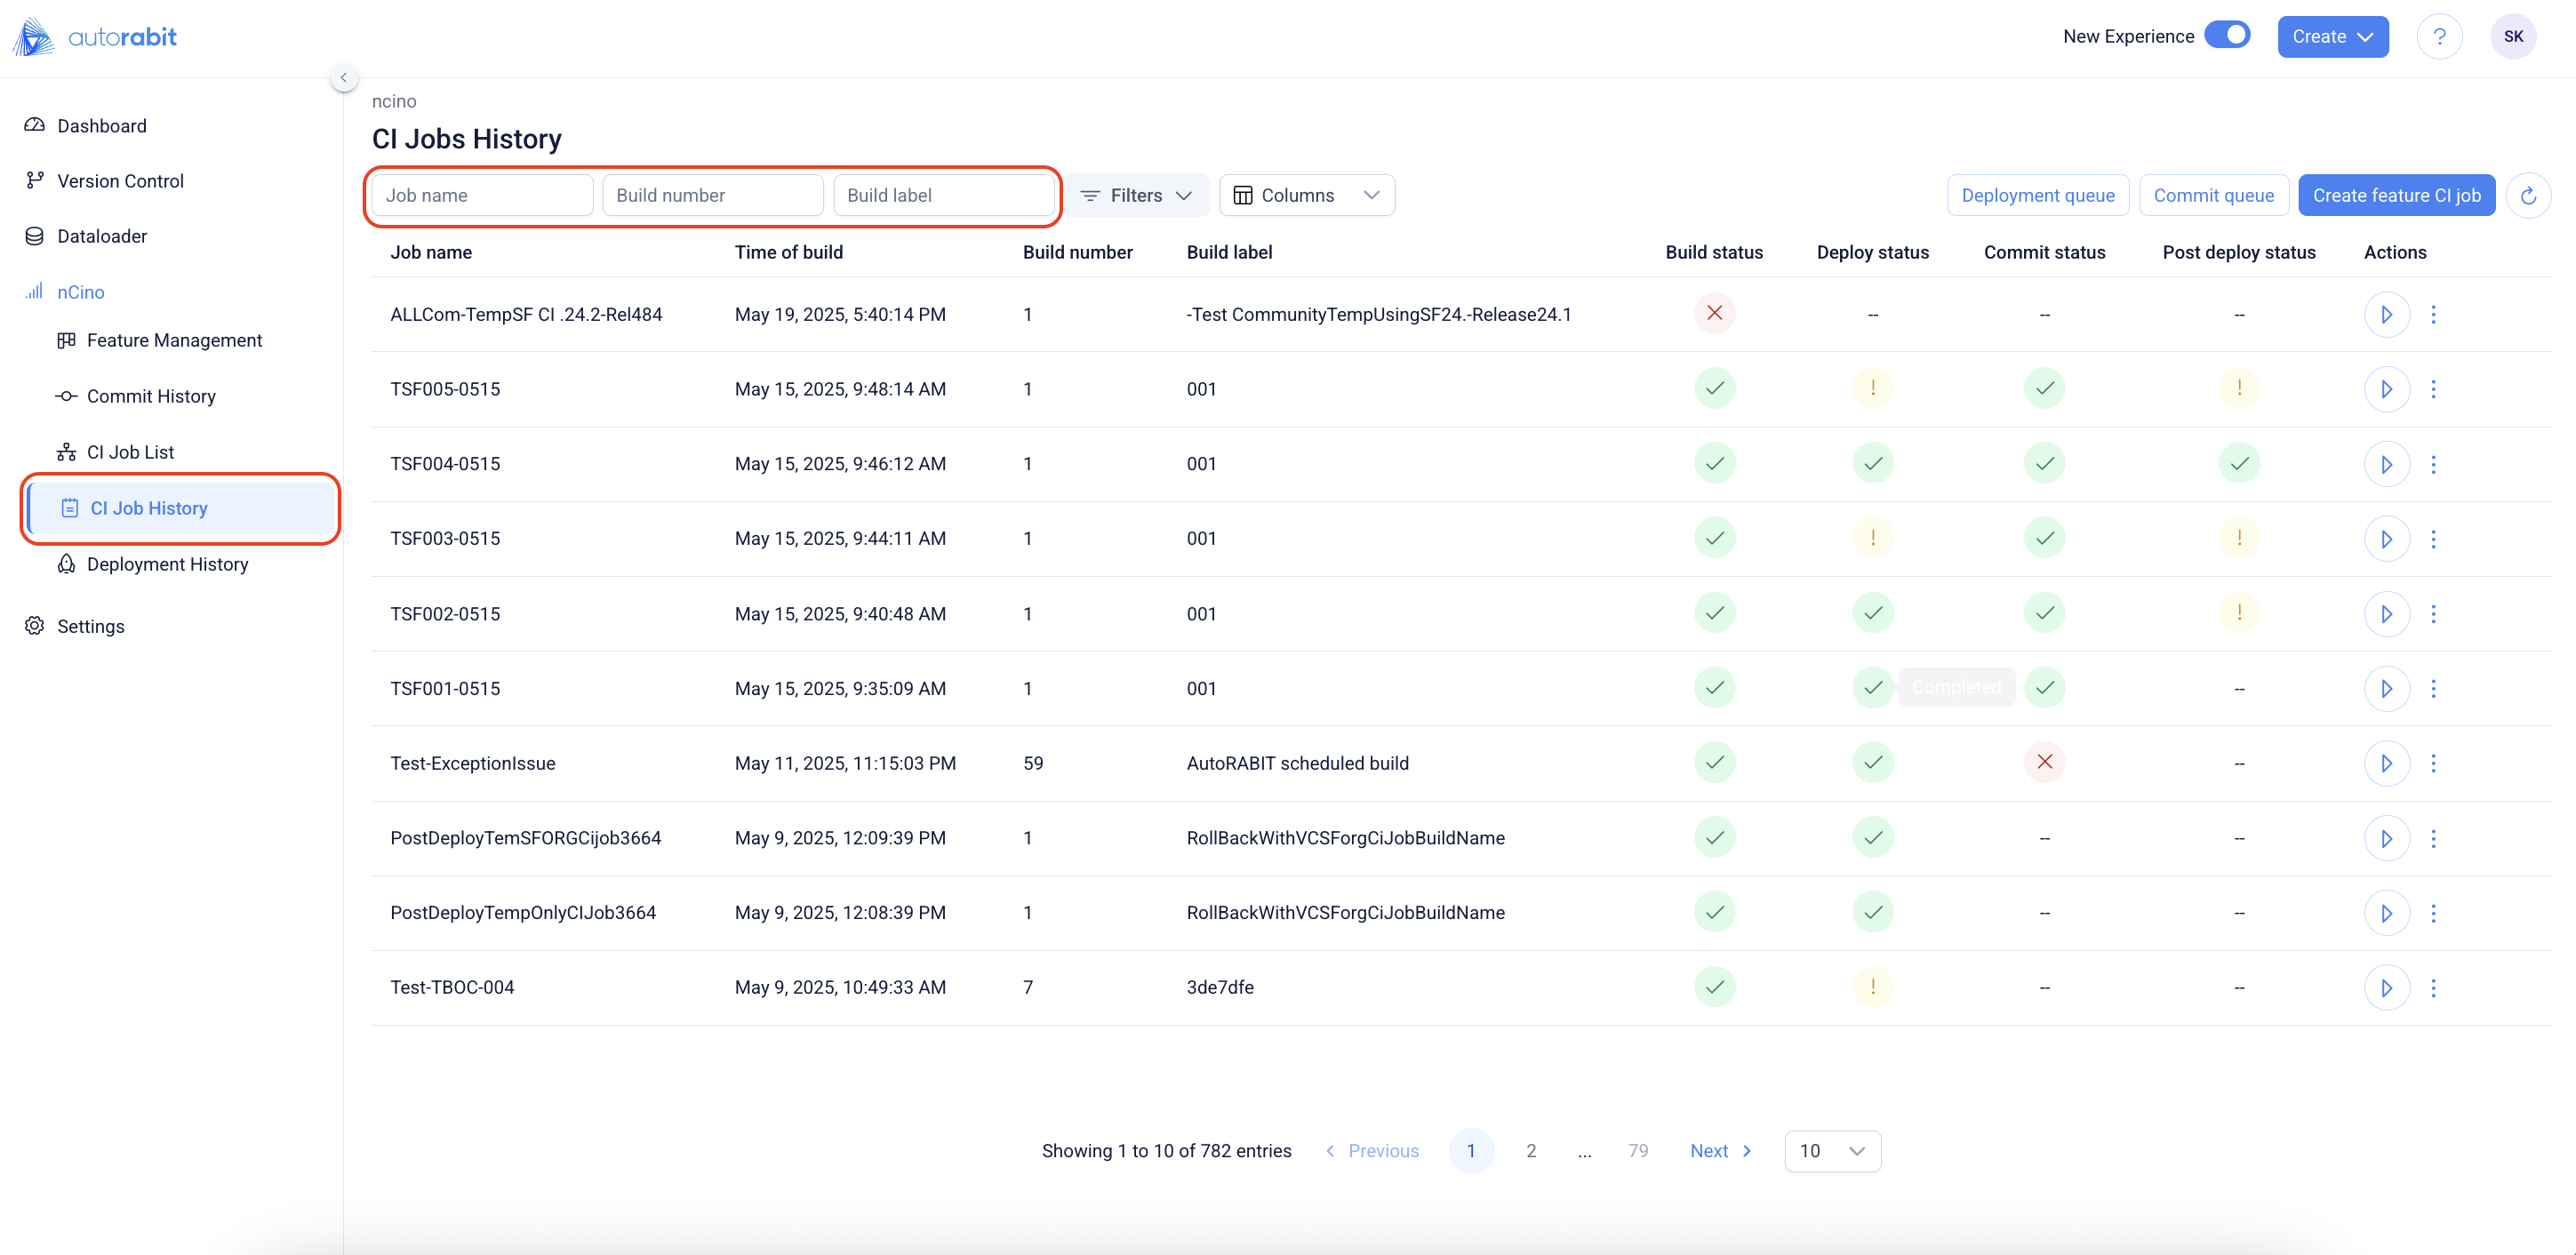 autorabit
New Experience
Create
?
SK
Dashboard
Version Control
Dataloader
nCino
Feature Management
Commit History
CI Job List
CI Job History
Deployment History
Settings
ncino
CI Jobs History
Job name Build number Build label Filters Columns Deployment queue Commit queue Create feature CI job
Job name Time of build Build number Build label Build status Deploy status Commit status Post deploy status Actions
ALLCom-TempSF CI .24.2-Rel484 May 19, 2025, 5:40:14 PM 1 -Test CommunityTempUsingSF24.-Release24.1 -- -- --
TSF005-0515 May 15, 2025, 9:48:14 AM 1 001 ! !
TSF004-0515 May 15, 2025, 9:46:12 AM 1 001
TSF003-0515 May 15, 2025, 9:44:11 AM 1 001 ! !
TSF002-0515 May 15, 2025, 9:40:48 AM 1 001 !
TSF001-0515 May 15, 2025, 9:35:09 AM 1 001 Completed --
Test-ExceptionIssue May 11, 2025, 11:15:03 PM 59 AutoRABIT scheduled build --
PostDeployTemSFORGCijob3664 May 9, 2025, 12:09:39 PM 1 RollBackWithVCSForgCiJobBuildName -- --
PostDeployTempOnlyCIJob3664 May 9, 2025, 12:08:39 PM 1 RollBackWithVCSForgCiJobBuildName -- --
Test-TBOC-004 May 9, 2025, 10:49:33 AM 7 3de7dfe ! -- --
Showing 1 to 10 of 782 entries Previous 1 2 ... 79 Next 10